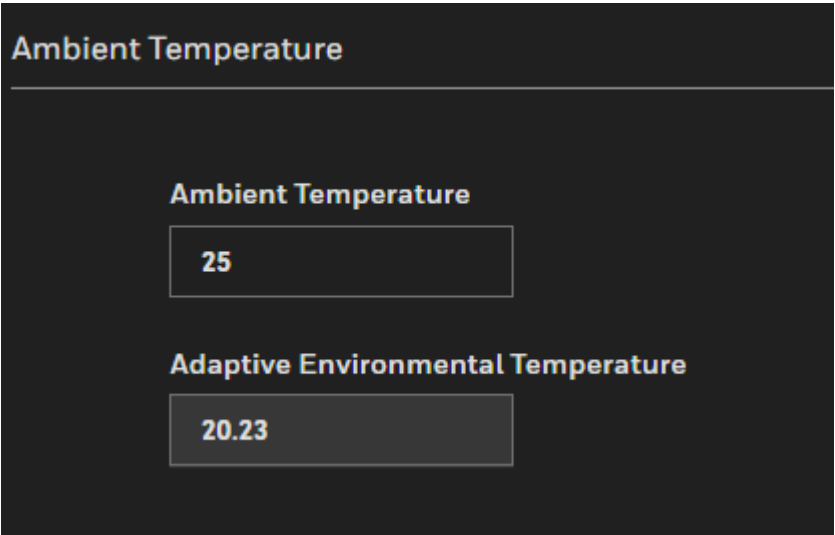 Ambient Temperature
Ambient Temperature
25
Adaptive Environmental Temperature
20.23